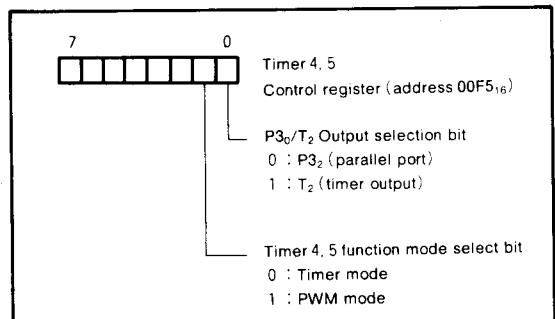 7 0
Timer 4, 5
Control register (address 00F5₁₆)
P3₀/T₂ Output selection bit
0 : P3₂ (parallel port)
1 : T₂ (timer output)
Timer 4, 5 function mode select bit
0 : Timer mode
1 : PWM mode